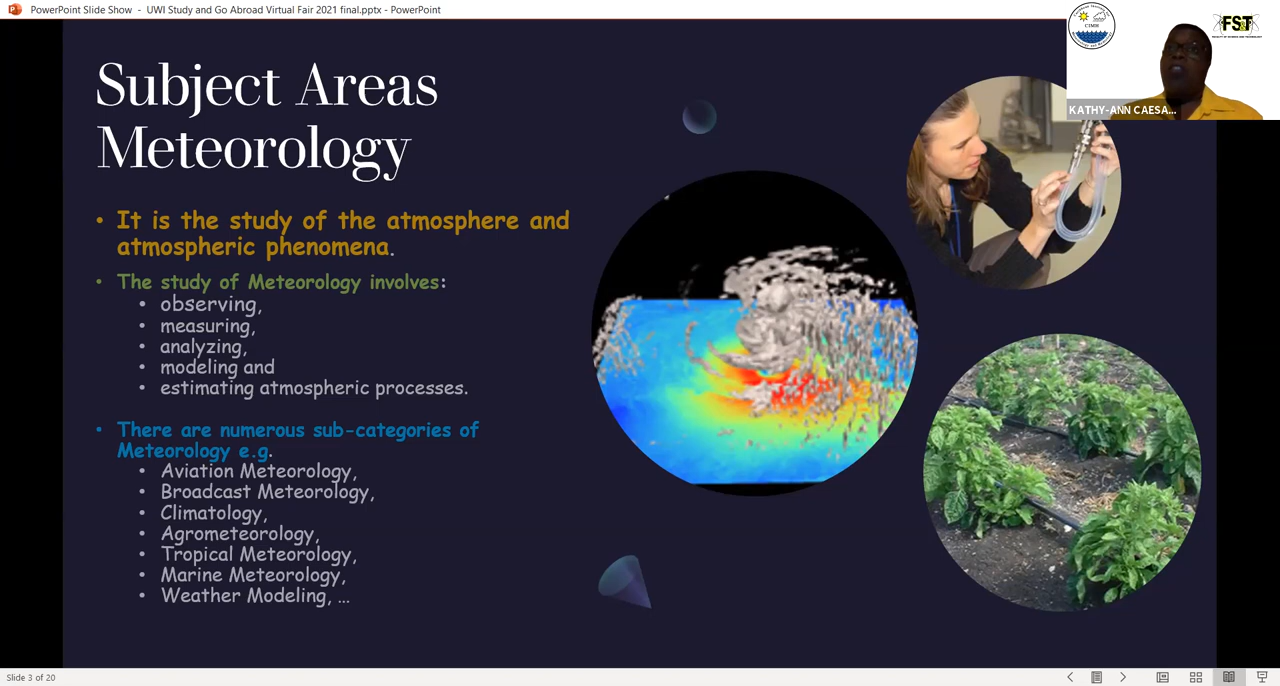 PowerPoint Slide Show - UWI Study and Go Abroad Virtual Fair 2021 final.pptx - PowerPoint
CIMH
FST
KATHY-ANN CAESA...
Subject Areas
Meteorology
• It is the study of the atmosphere and
atmospheric phenomena.
• The study of Meteorology involves:
• observing,
• measuring,
• analyzing,
• modeling and
• estimating atmospheric processes.
• There are numerous sub-categories of
Meteorology e.g.
• Aviation Meteorology,
• Broadcast Meteorology,
• Climatology,
• Agrometeorology,
• Tropical Meteorology,
• Marine Meteorology,
• Weather Modeling, ...
Slide 3 of 20